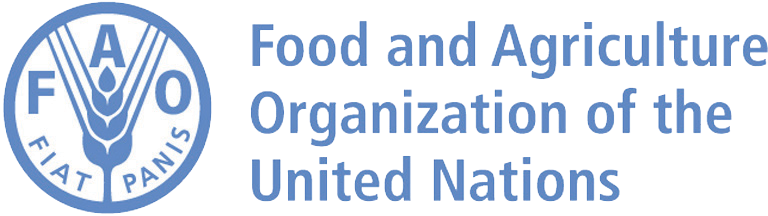 F A O
FIAT PANIS
Food and Agriculture
Organization of the
United Nations